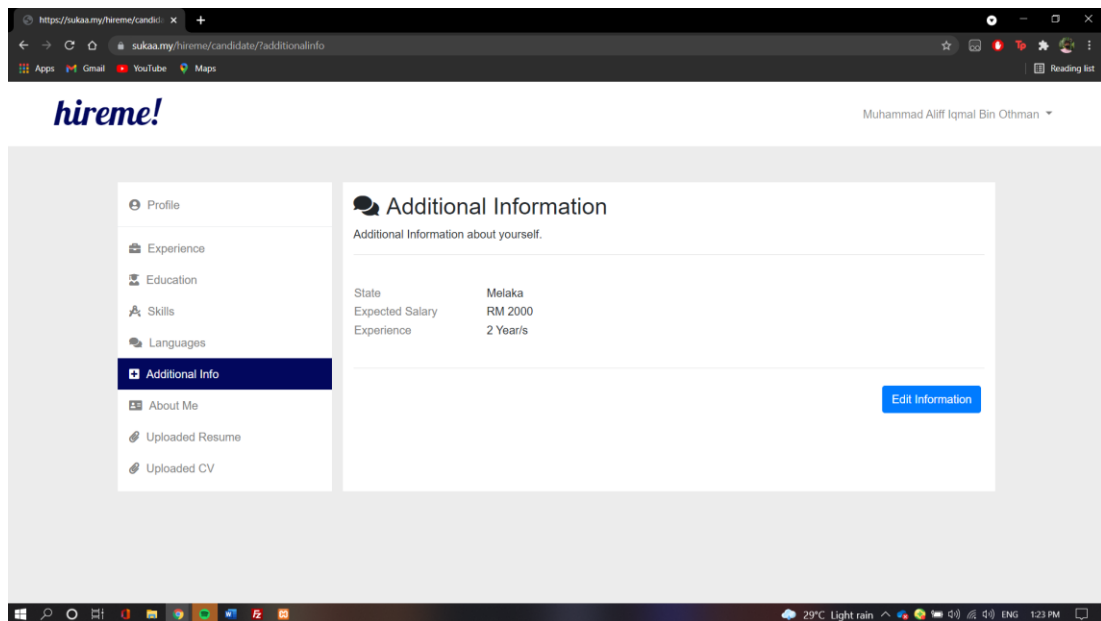 https://sukaa.my/hireme/candid
sukaa.my/hireme/candidate/?additionalinfo
Apps Gmail YouTube Maps Reading list
hireme!
Muhammad Aliff Iqmal Bin Othman
Profile
Experience
Education
Skills
Languages
Additional Info
About Me
Uploaded Resume
Uploaded CV
Additional Information
Additional Information about yourself.
State Melaka
Expected Salary RM 2000
Experience 2 Year/s
Edit Information
29°C Light rain ENG 1:23 PM